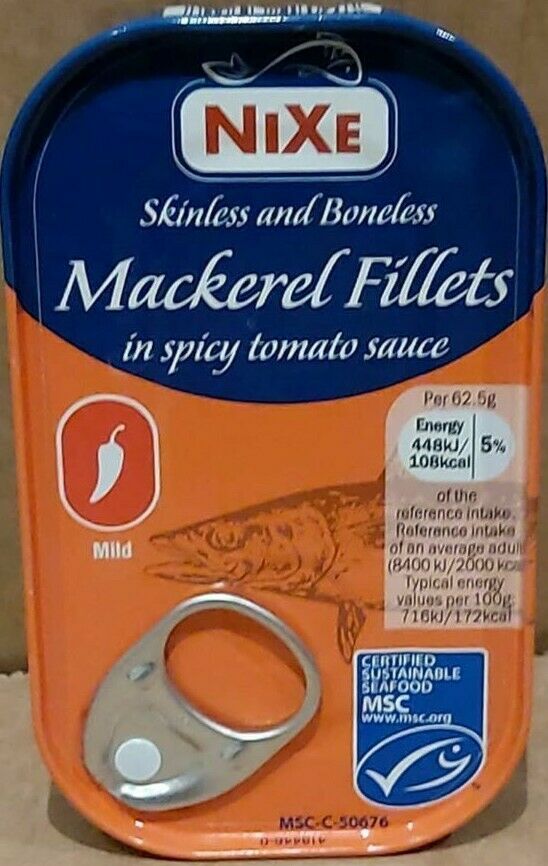 NiXe
Skinless and Boneless
Mackerel Fillets
in spicy tomato sauce
Mild
Per 62.5g
Energy
448kJ/
108kcal
5%
of the
reference intake.
Reference intake
of an average adult
(8400 kJ/2000 kcal
Typical energy
values per 100g:
716kJ/172kcal
CERTIFIED
SUSTAINABLE
SEAFOOD
MSC
www.msc.org
MSC-C-50676